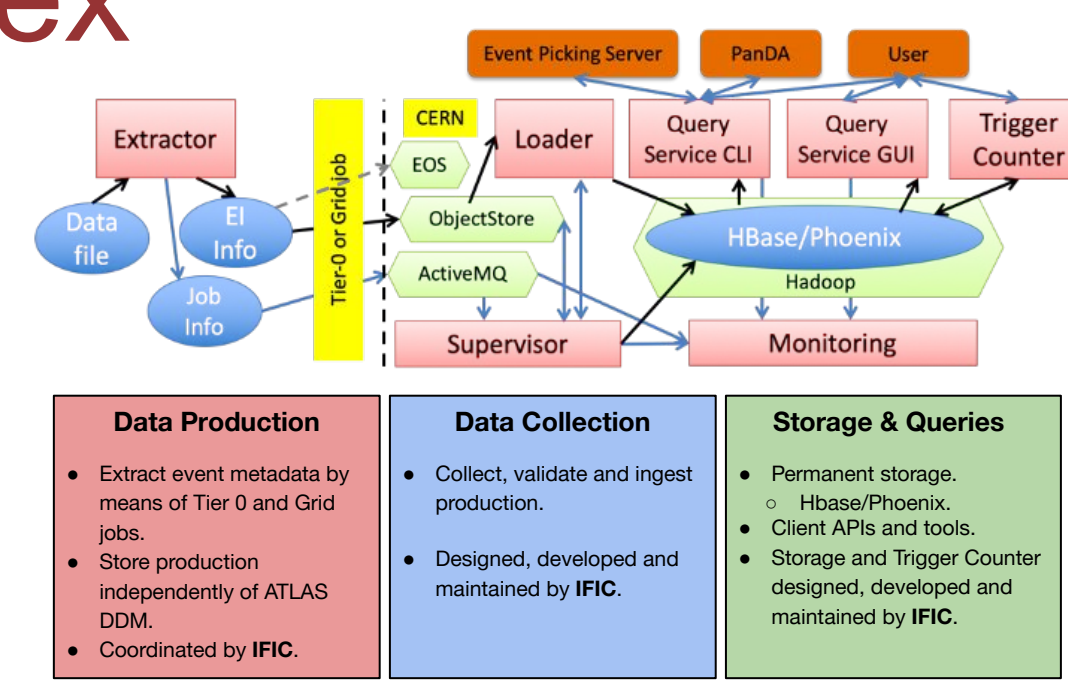 ex
Event Picking Server
PanDA
User
Extractor
Tier-0 or Grid job
CERN
Loader
Query
Service CLI
Query
Service GUI
Trigger
Counter
EOS
Data
file
EI
Info
ObjectStore
HBase/Phoenix
Hadoop
ActiveMQ
Job
Info
Supervisor
Monitoring
Data Production
● Extract event metadata by
means of Tier 0 and Grid
jobs.
● Store production
independently of ATLAS
DDM.
● Coordinated by IFIC.
Data Collection
● Collect, validate and ingest
production.
● Designed, developed and
maintained by IFIC.
Storage & Queries
● Permanent storage.
○ Hbase/Phoenix.
● Client APIs and tools.
● Storage and Trigger Counter
designed, developed and
maintained by IFIC.